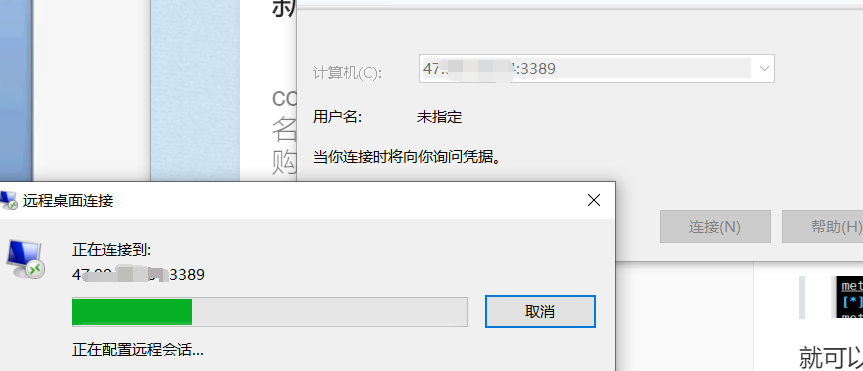 新
计算机(C):
47.        :3389
用户名:
未指定
当你连接时将向你询问凭据。
连接(N)
帮助(H)
co
名
购
远程桌面连接
正在连接到:
47        3389
取消
正在配置远程会话...
met
[*]
就可以